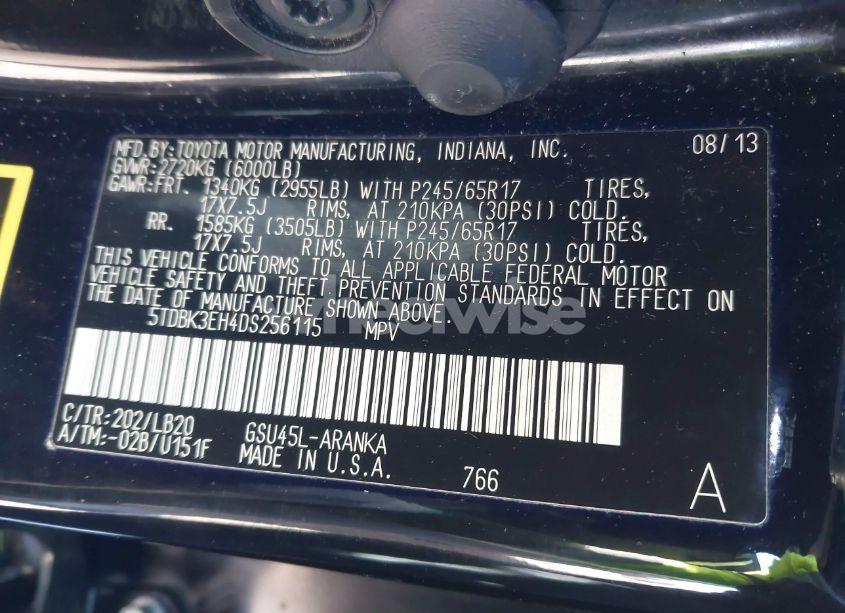 MFD.BY:TOYOTA MOTOR MANUFACTURING, INDIANA, INC. 08/13
GVWR:2720KG (6000LB)
GAWR:FRT. 1340KG (2955LB) WITH P245/65R17 TIRES,
17X7.5J RIMS, AT 210KPA (30PSI) COLD.
RR. 1585KG (3505LB) WITH P245/65R17 TIRES,
17X7.5J RIMS, AT 210KPA (30PSI) COLD.
THIS VEHICLE CONFORMS TO ALL APPLICABLE FEDERAL MOTOR
VEHICLE SAFETY AND THEFT PREVENTION STANDARDS IN EFFECT ON
THE DATE OF MANUFACTURE SHOWN ABOVE.
5TDBK3EH4DS256115 MPV
C/TR:202/LB20 GSU45L-ARANKA
A/TM:-02B/U151F MADE IN U.S.A. 766 A